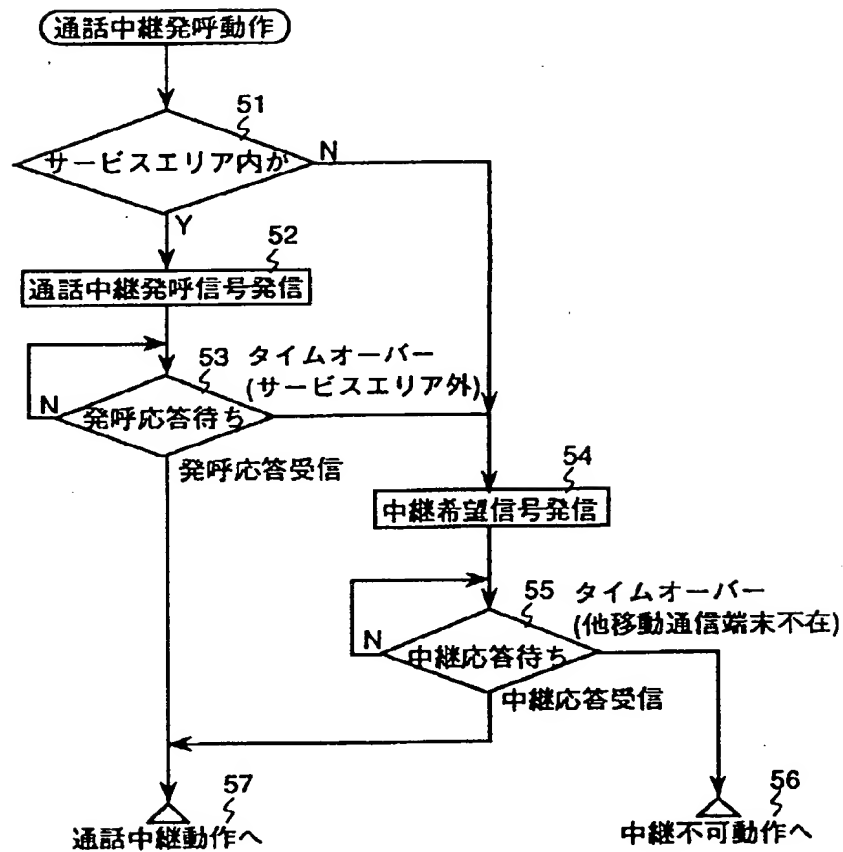 通話中継発呼動作
51
サービスエリア内か
N
Y
52
通話中継発呼信号発信
53
タイムオーバー
(サービスエリア外)
N
発呼応答待ち
発呼応答受信
54
中継希望信号発信
55
タイムオーバー
(他移動通信端末不在)
N
中継応答待ち
中継応答受信
57
通話中継動作へ
56
中継不可動作へ